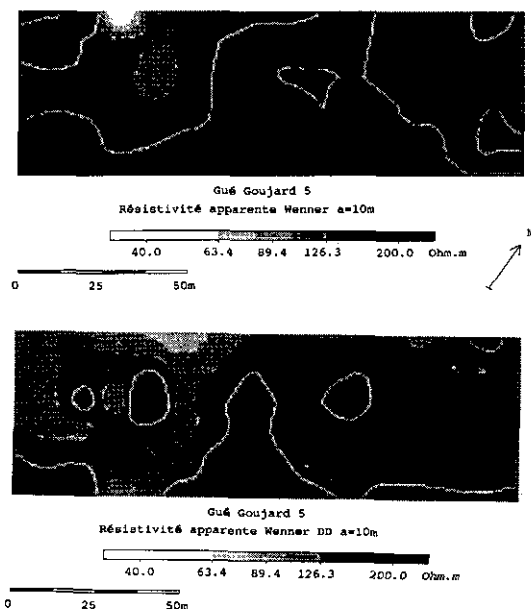 Gué Goujard 5
Résistivité apparente Wenner a=10m
40.0 63.4 89.4 126.3 200.0 Ohm.m
N
0 25 50m
Gué Goujard 5
Résistivité apparente Wenner DD a=10m
40.0 63.4 89.4 126.3 200.0 Ohm.m
0 25 50m